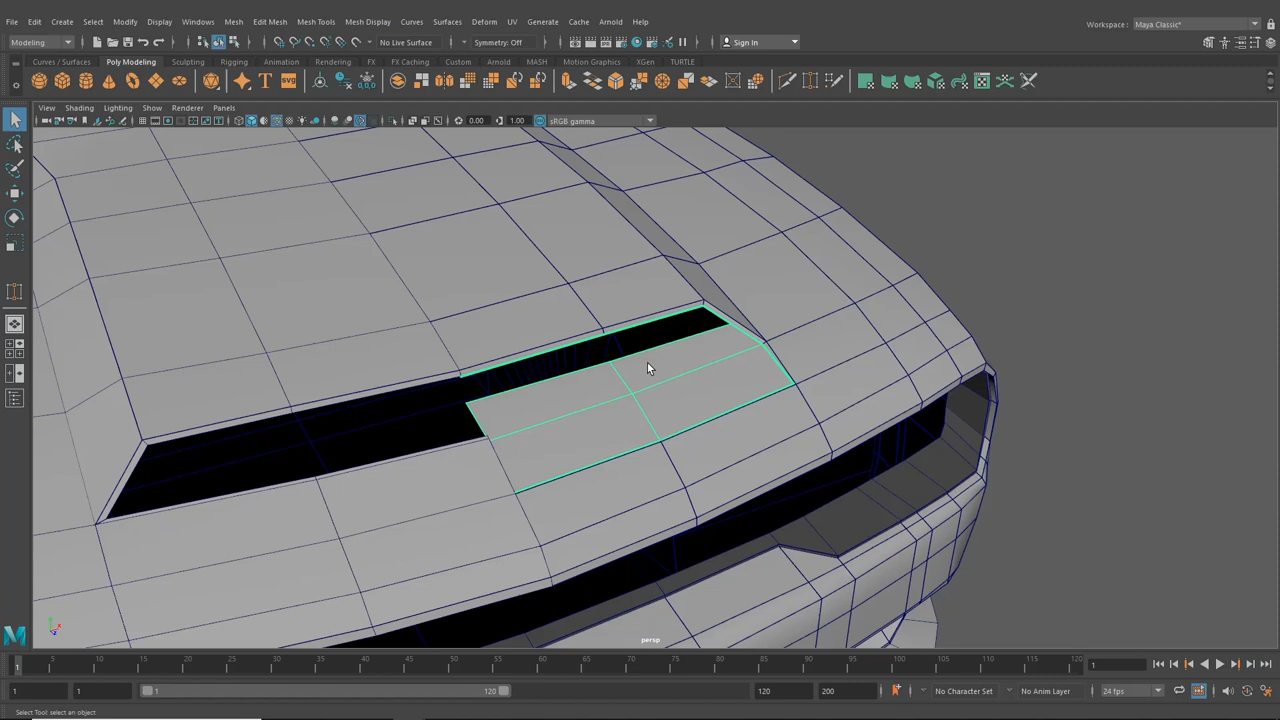 File Edit Create Select Modify Display Windows Mesh Edit Mesh Mesh Tools Mesh Display Curves Surfaces Deform UV Generate Cache Arnold Help
Workspace : Maya Classic*
Modeling No Live Surface Symmetry: Off Sign In
Curves / Surfaces Poly Modeling Sculpting Rigging Animation Rendering FX FX Caching Custom Arnold MASH Motion Graphics XGen TURTLE
SVG
0,0,0
View Shading Lighting Show Renderer Panels
0.00 1.00 sRGB gamma
persp
1 5 10 15 20 25 30 35 40 45 50 55 60 65 70 75 80 85 90 95 100 105 110 115 120 1
1 1 1 120 120 200 No Character Set No Anim Layer 24 fps
Select Tool: select an object